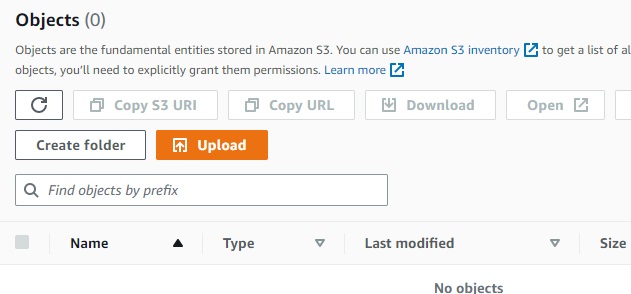 Objects (0)
Objects are the fundamental entities stored in Amazon S3. You can use Amazon S3 inventory to get a list of al
objects, you'll need to explicitly grant them permissions. Learn more
Copy S3 URI Copy URL Download Open
Create folder Upload
Find objects by prefix
Name Type Last modified Size
No objects